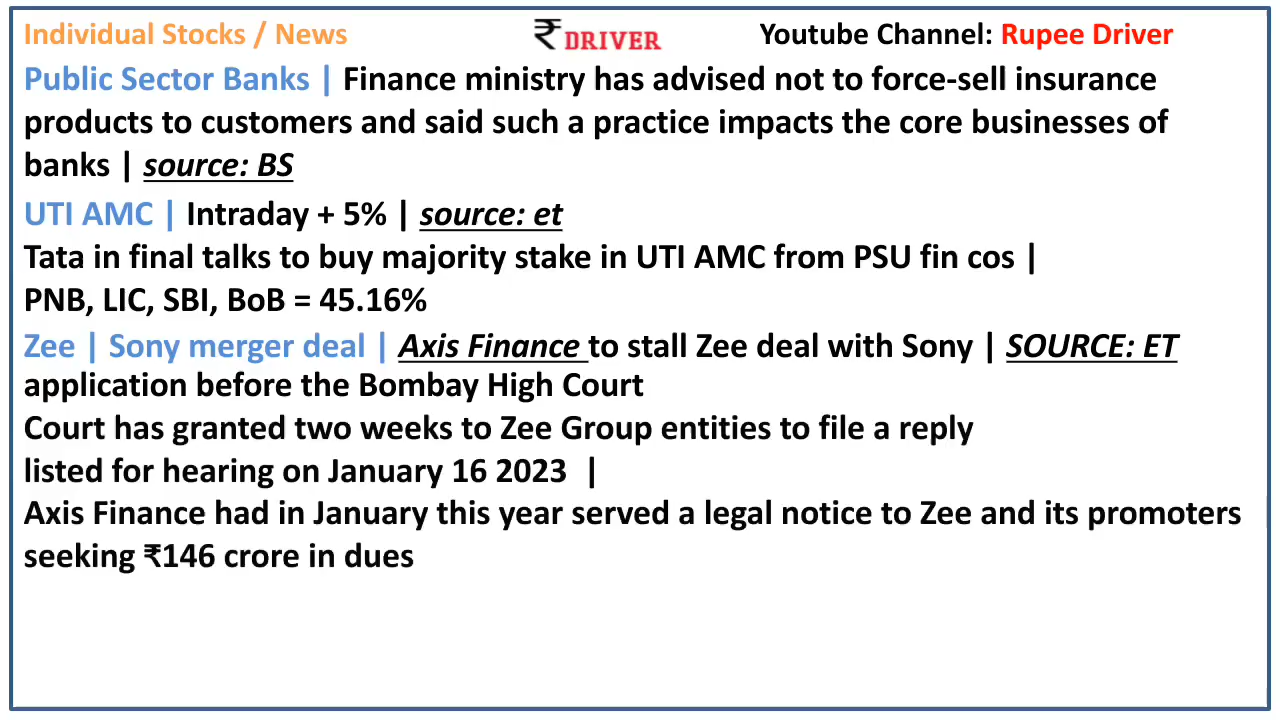 Individual Stocks / News ₹ DRIVER Youtube Channel: Rupee Driver
Public Sector Banks | Finance ministry has advised not to force-sell insurance
products to customers and said such a practice impacts the core businesses of
banks | source: BS
UTI AMC | Intraday + 5% | source: et
Tata in final talks to buy majority stake in UTI AMC from PSU fin cos |
PNB, LIC, SBI, BoB = 45.16%
Zee | Sony merger deal | Axis Finance to stall Zee deal with Sony | SOURCE: ET
application before the Bombay High Court
Court has granted two weeks to Zee Group entities to file a reply
listed for hearing on January 16 2023 |
Axis Finance had in January this year served a legal notice to Zee and its promoters
seeking ₹146 crore in dues